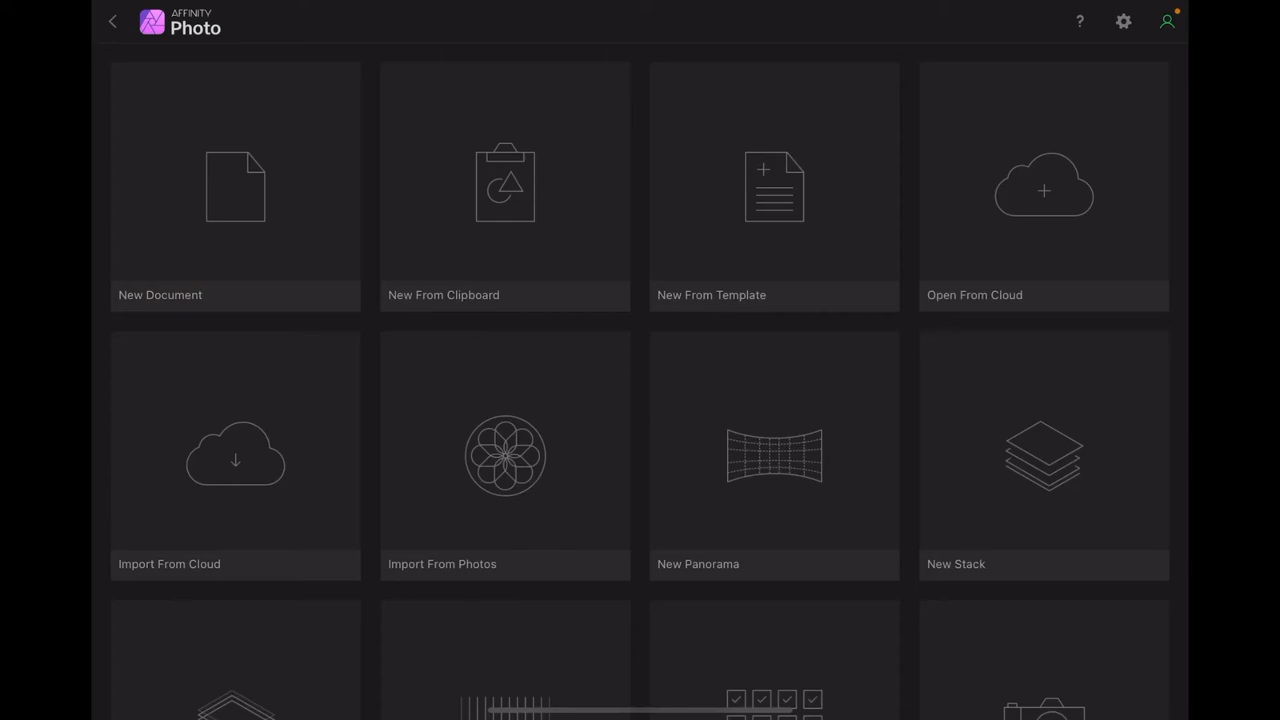 AFFINITY
Photo
?
New Document
New From Clipboard
New From Template
Open From Cloud
Import From Cloud
Import From Photos
New Panorama
New Stack